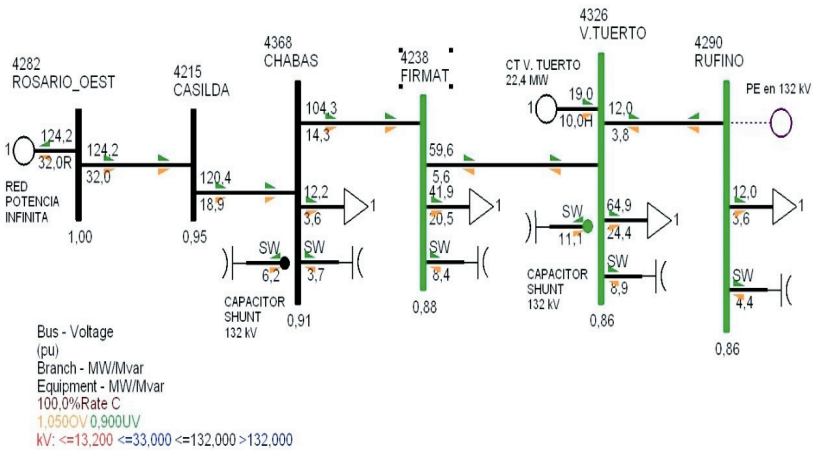 4282
ROSARIO_OEST
4215
CASILDA
4368
CHABAS
4238
FIRMAT
4326
V.TUERTO
4290
RUFINO
CT V. TUERTO
22,4 MW
PE en 132 kV
1
124,2
32,0R
124,2
32,0
RED
POTENCIA
INFINITA
1,00
120,4
18,9
0,95
104,3
14,3
12,2
3,6
1
SW
6,2
SW
3,7
CAPACITOR
SHUNT
132 kV
0,91
59,6
5,6
41,9
20,5
1
SW
8,4
0,88
1
19,0
10,0H
12,0
3,8
64,9
24,4
1
SW
11,1
SW
8,9
CAPACITOR
SHUNT
132 kV
0,86
12,0
3,6
1
SW
4,4
0,86
Bus - Voltage
(pu)
Branch - MW/Mvar
Equipment - MW/Mvar
100,0%Rate C
1,050OV 0,900UV
kV: <=13,200 <=33,000 <=132,000 >132,000